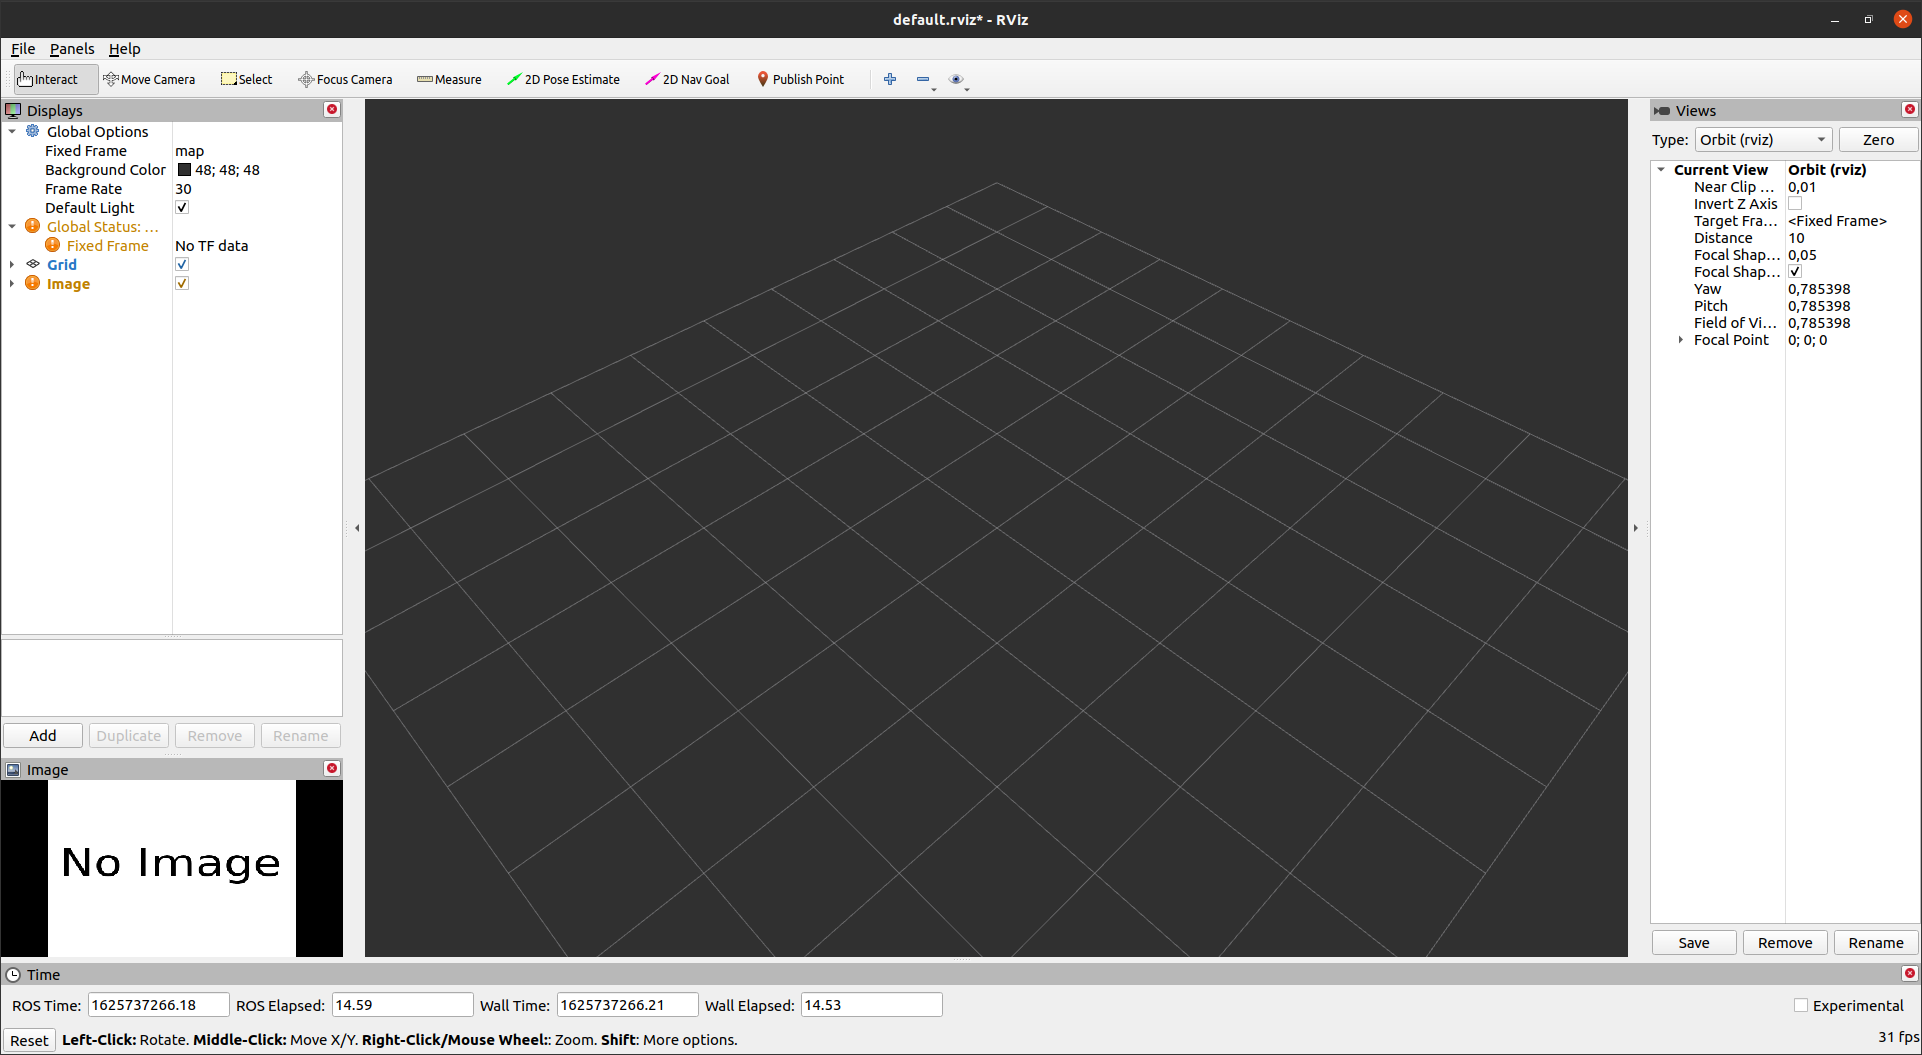 default.rviz* - RViz
File Panels Help
Interact Move Camera Select Focus Camera Measure 2D Pose Estimate 2D Nav Goal Publish Point
Displays
Global Options
Fixed Frame map
Background Color 48; 48; 48
Frame Rate 30
Default Light
Global Status: ...
Fixed Frame No TF data
Grid
Image
Add Duplicate Remove Rename
Image
No Image
Views
Type: Orbit (rviz) Zero
Current View Orbit (rviz)
Near Clip ... 0,01
Invert Z Axis
Target Fra... <Fixed Frame>
Distance 10
Focal Shap... 0,05
Focal Shap...
Yaw 0,785398
Pitch 0,785398
Field of Vi... 0,785398
Focal Point 0; 0; 0
Save Remove Rename
Time
ROS Time: 1625737266.18 ROS Elapsed: 14.59 Wall Time: 1625737266.21 Wall Elapsed: 14.53 Experimental
Reset Left-Click: Rotate. Middle-Click: Move X/Y. Right-Click/Mouse Wheel:: Zoom. Shift: More options. 31 fps